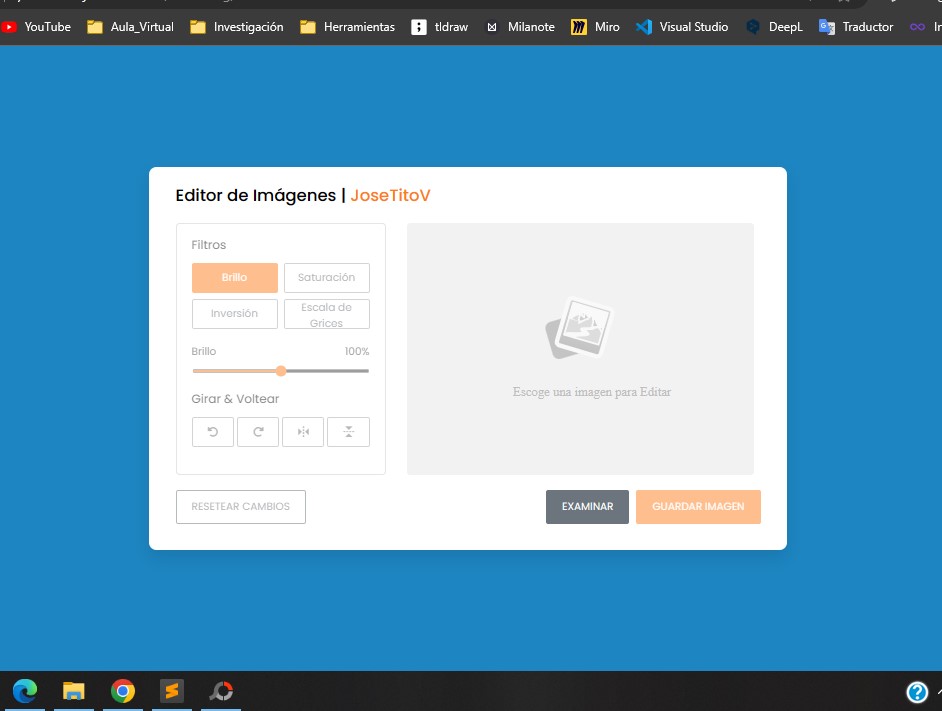 YouTube Aula_Virtual Investigación Herramientas tldraw Milanote Miro Visual Studio DeepL Traductor
Editor de Imágenes | JoseTitoV
Filtros
Brillo Saturación
Inversión Escala de
Grices
Brillo 100%
Girar & Voltear
Escoge una imagen para Editar
RESETEAR CAMBIOS EXAMINAR GUARDAR IMAGEN